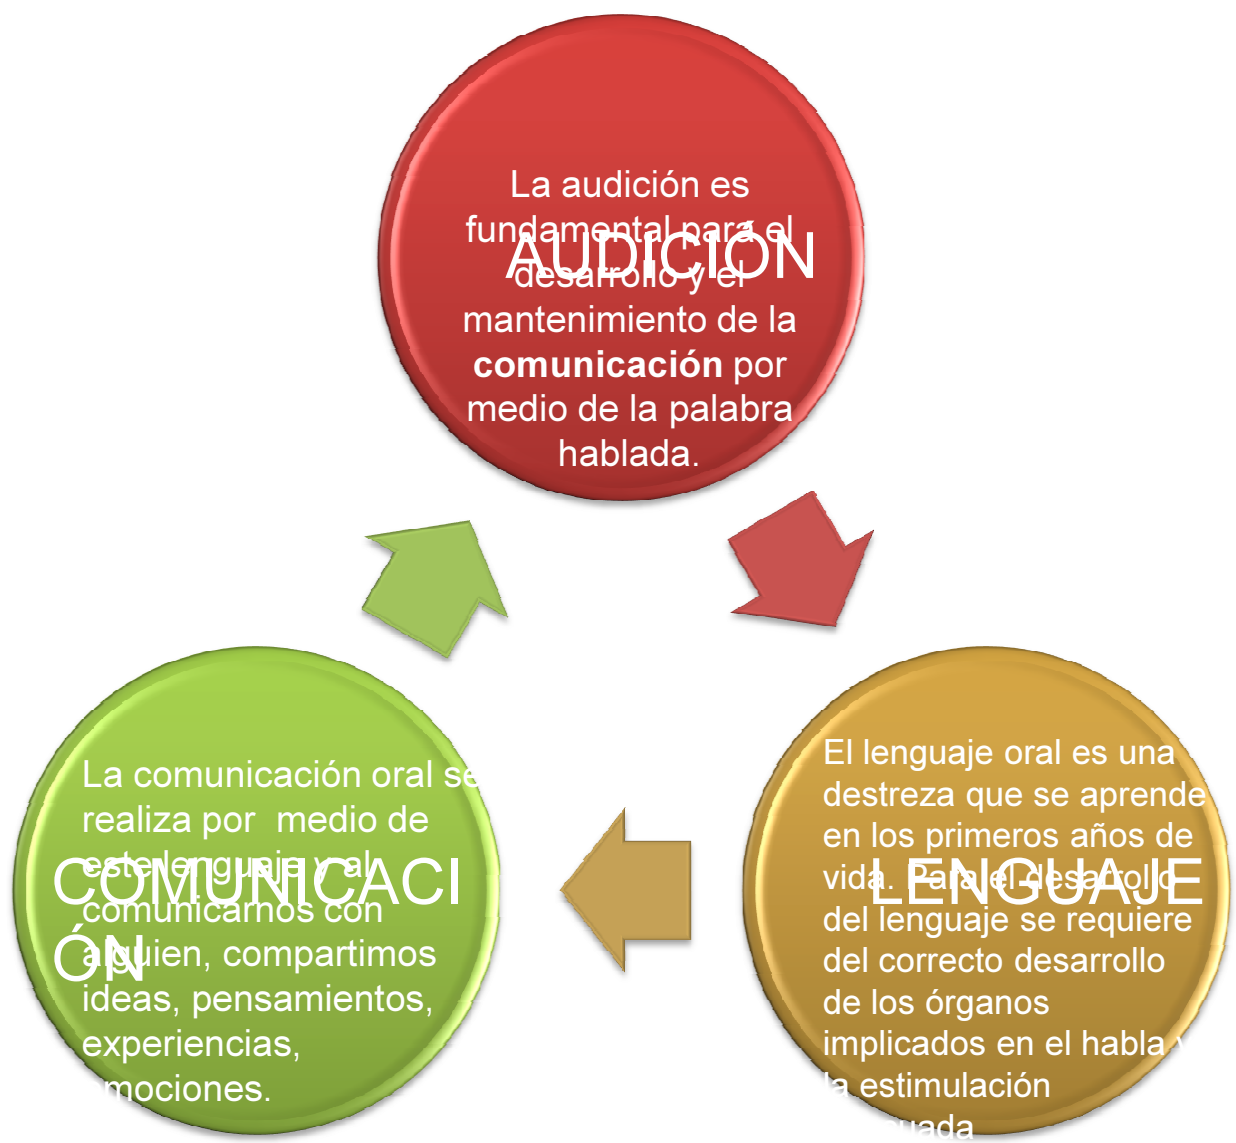 La audición es
fundamental para el
desarrollo y el
mantenimiento de la
comunicación por
medio de la palabra
hablada.
AUDICIÓN
La comunicación oral se
realiza por medio de
este lenguaje y al
comunicarnos con
alguien, compartimos
ideas, pensamientos,
experiencias,
emociones.
COMUNICACI
ÓN
El lenguaje oral es una
destreza que se aprende
en los primeros años de
vida. Para el desarrollo
del lenguaje se requiere
del correcto desarrollo
de los órganos
implicados en el habla y
la estimulación
adecuada
LENGUAJE